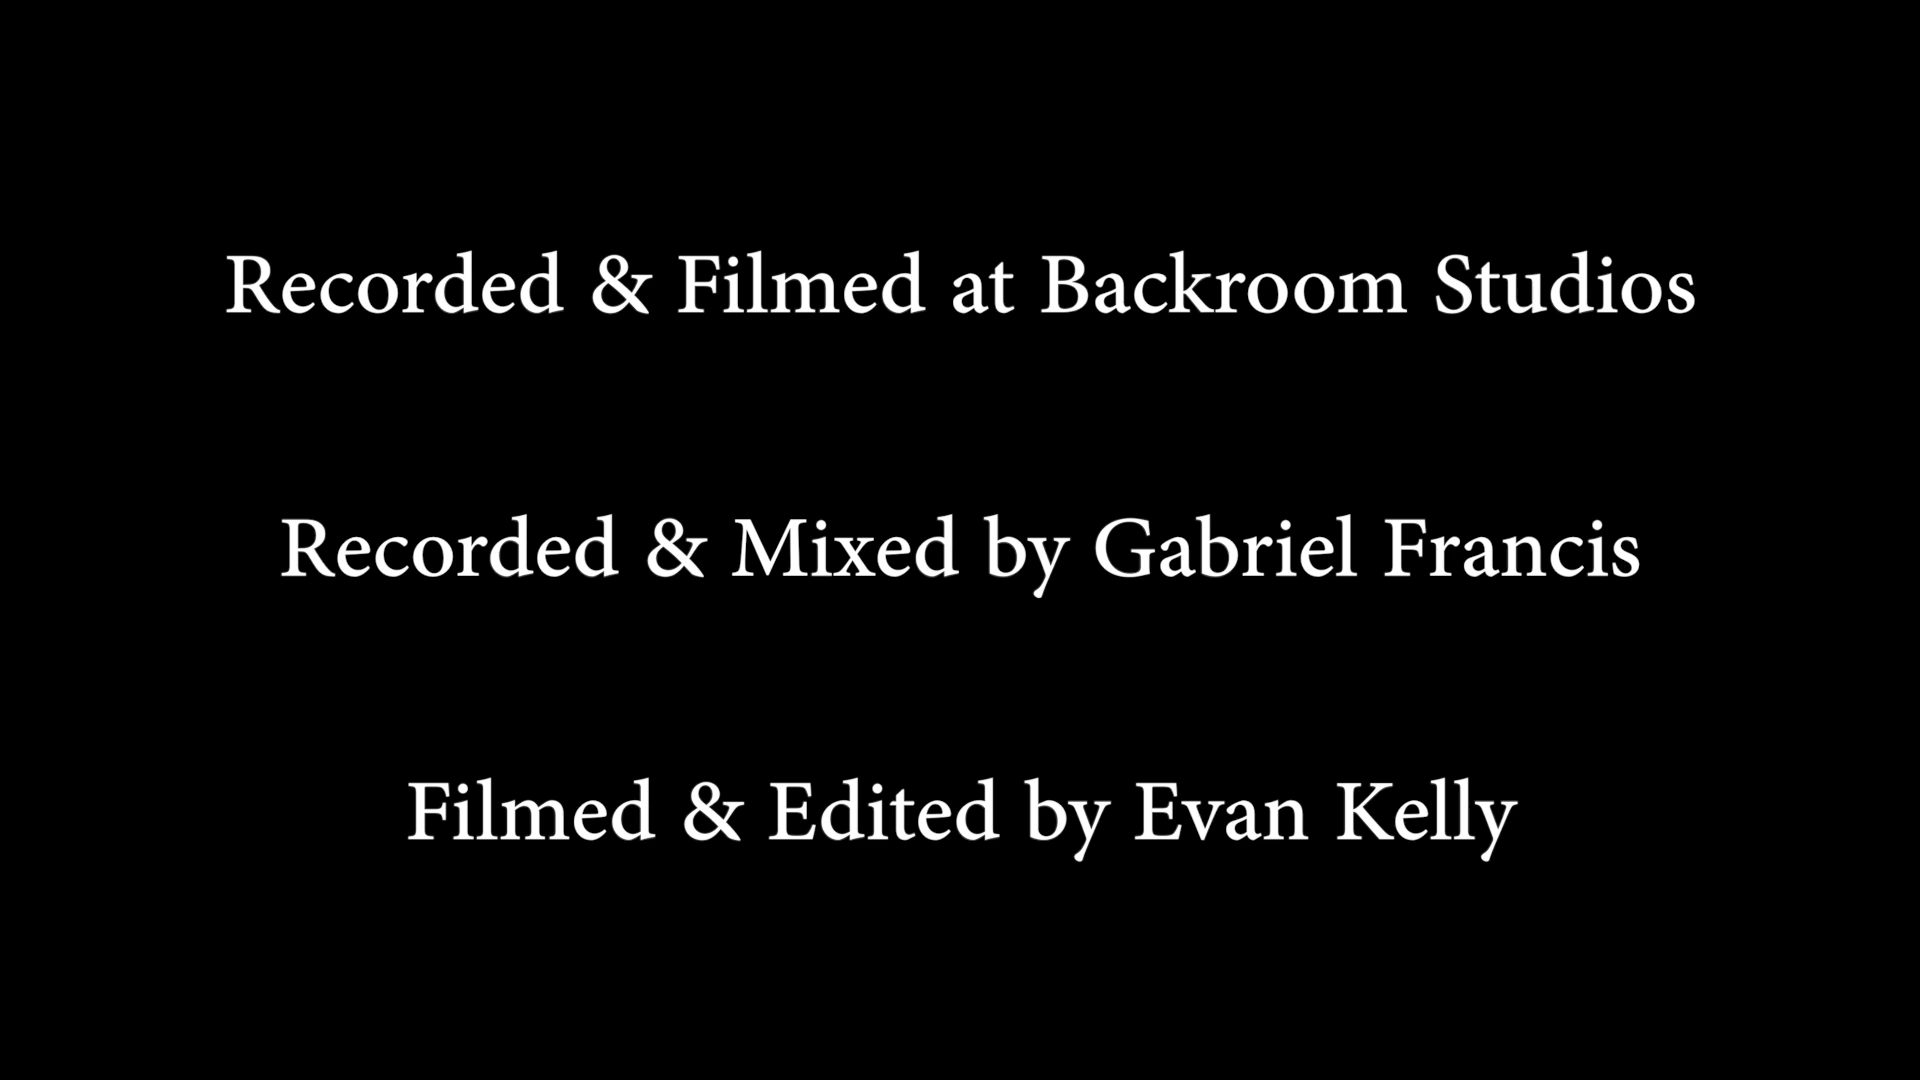 Recorded & Filmed at Backroom Studios
Recorded & Mixed by Gabriel Francis
Filmed & Edited by Evan Kelly